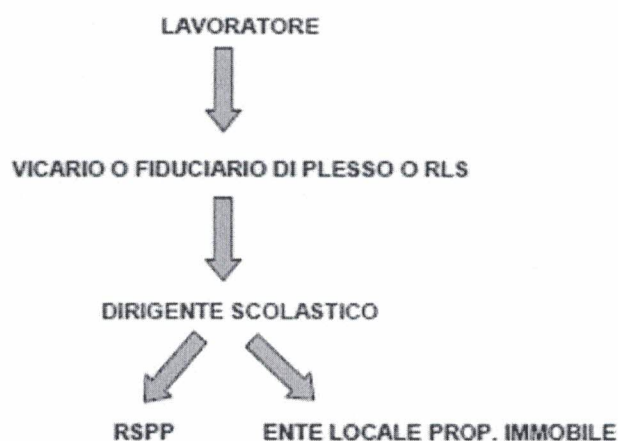 LAVORATORE
VICARIO O FIDUCIARIO DI PLESSO O RLS
DIRIGENTE SCOLASTICO
RSPP ENTE LOCALE PROP. IMMOBILE